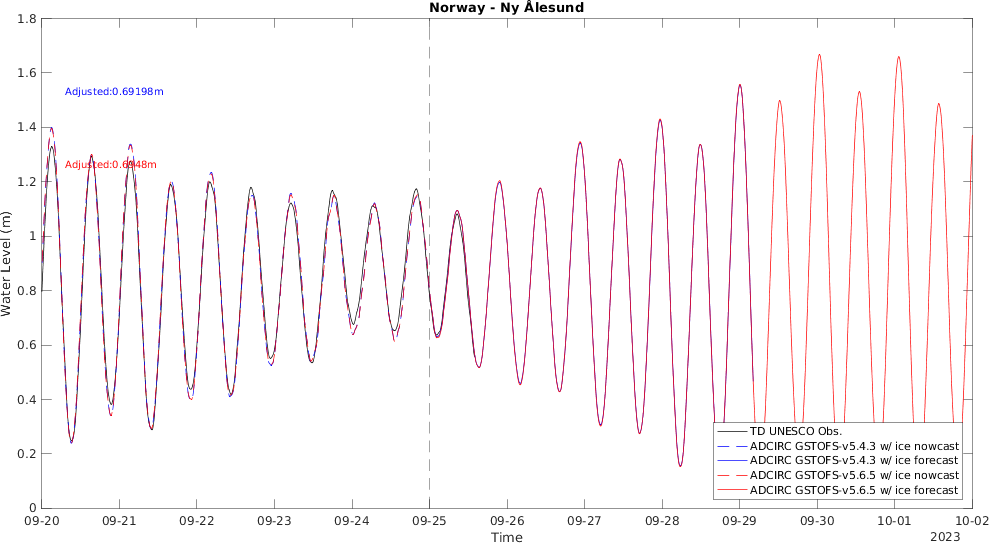 Norway - Ny Ålesund
1.8
1.6
1.4
1.2
1
0.8
0.6
0.4
0.2
0
Water Level (m)
Adjusted:0.69198m
Adjusted:0.6948m
TD UNESCO Obs.
ADCIRC GSTOFS-v5.4.3 w/ ice nowcast
ADCIRC GSTOFS-v5.4.3 w/ ice forecast
ADCIRC GSTOFS-v5.6.5 w/ ice nowcast
ADCIRC GSTOFS-v5.6.5 w/ ice forecast
09-20 09-21 09-22 09-23 09-24 09-25 09-26 09-27 09-28 09-29 09-30 10-01 10-02
Time
2023